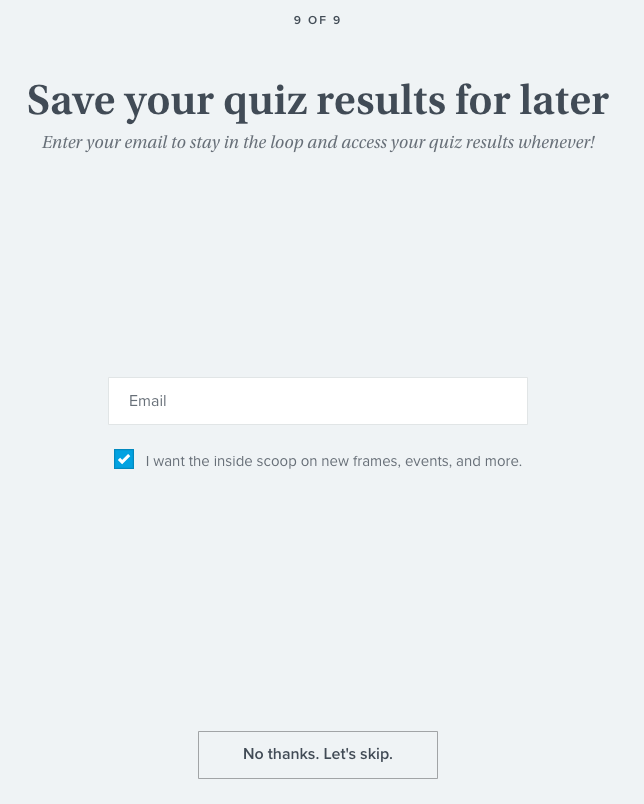 9 OF 9
Save your quiz results for later
Enter your email to stay in the loop and access your quiz results whenever!
Email
I want the inside scoop on new frames, events, and more.
No thanks. Let's skip.